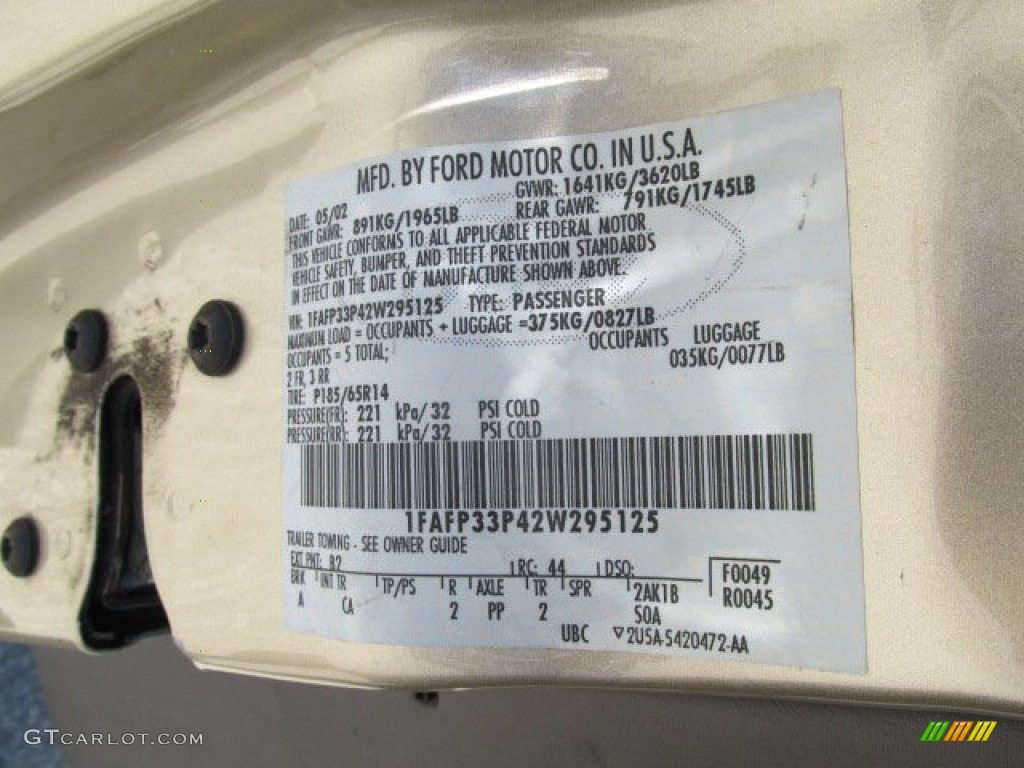 MFD. BY FORD MOTOR CO. IN U.S.A.
DATE: 05/02 GVWR: 1641KG/3620LB
FRONT GAWR: 891KG/1965LB REAR GAWR: 791KG/1745LB
THIS VEHICLE CONFORMS TO ALL APPLICABLE FEDERAL MOTOR
VEHICLE SAFETY, BUMPER, AND THEFT PREVENTION STANDARDS
IN EFFECT ON THE DATE OF MANUFACTURE SHOWN ABOVE.
VIN: 1FAFP33P42W295125 TYPE: PASSENGER
MAXIMUM LOAD = OCCUPANTS + LUGGAGE =375KG/0827LB
OCCUPANTS = 5 TOTAL; OCCUPANTS LUGGAGE
2 FR, 3 RR 035KG/0077LB
TIRE: P185/65R14
PRESSURE(FR): 221 kPa/32 PSI COLD
PRESSURE(RR): 221 kPa/32 PSI COLD
1FAFP33P42W295125
TRAILER TOWING - SEE OWNER GUIDE
EXT PNT: B2 RC: 44 DSO: F0049
BRK INT TR TP/PS R AXLE TR SPR 2AK1B R0045
A CA 2 PP 2 SOA
UBC ▽2U5A-5420472-AA
GTCARLOT.COM